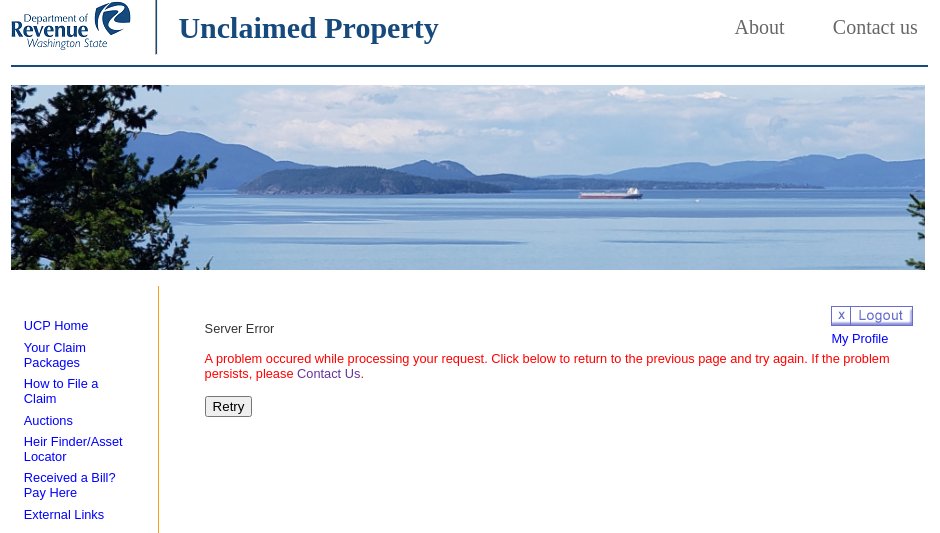 Department of
Revenue
Washington State
Unclaimed Property
About
Contact us
UCP Home
Your Claim
Packages
How to File a
Claim
Auctions
Heir Finder/Asset
Locator
Received a Bill?
Pay Here
External Links
x Logout
My Profile
Server Error
A problem occured while processing your request. Click below to return to the previous page and try again. If the problem
persists, please Contact Us.
Retry